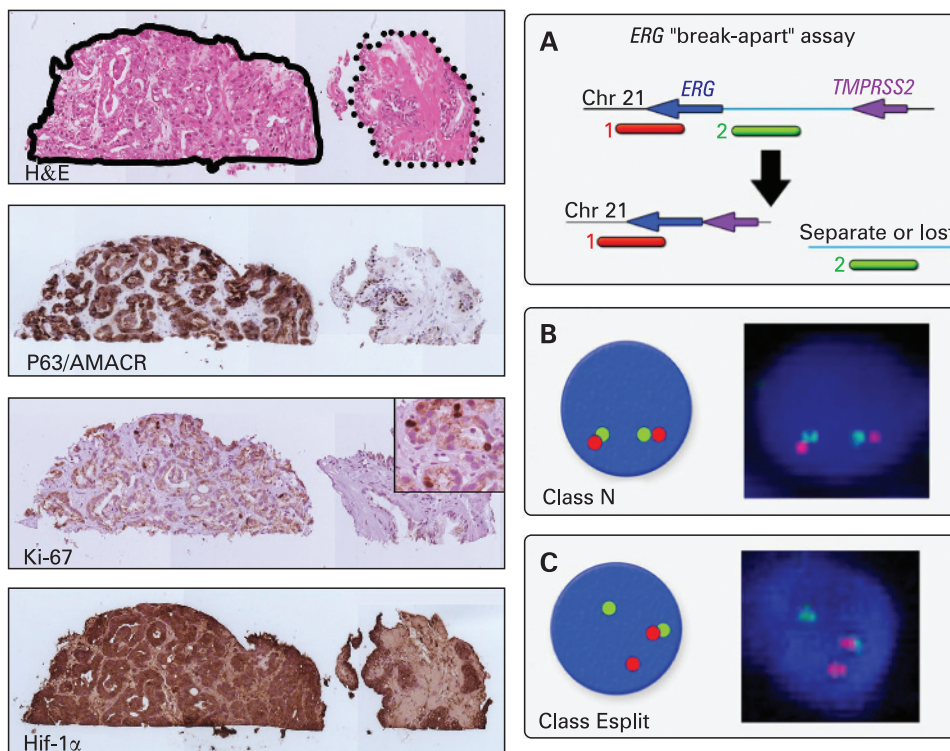 H&E
P63/AMACR
Ki-67
Hif-1α
A
ERG "break-apart" assay
ERG
TMPRSS2
Chr 21
1
2
Chr 21
1
Separate or lost
2
B
Class N
C
Class Esplit